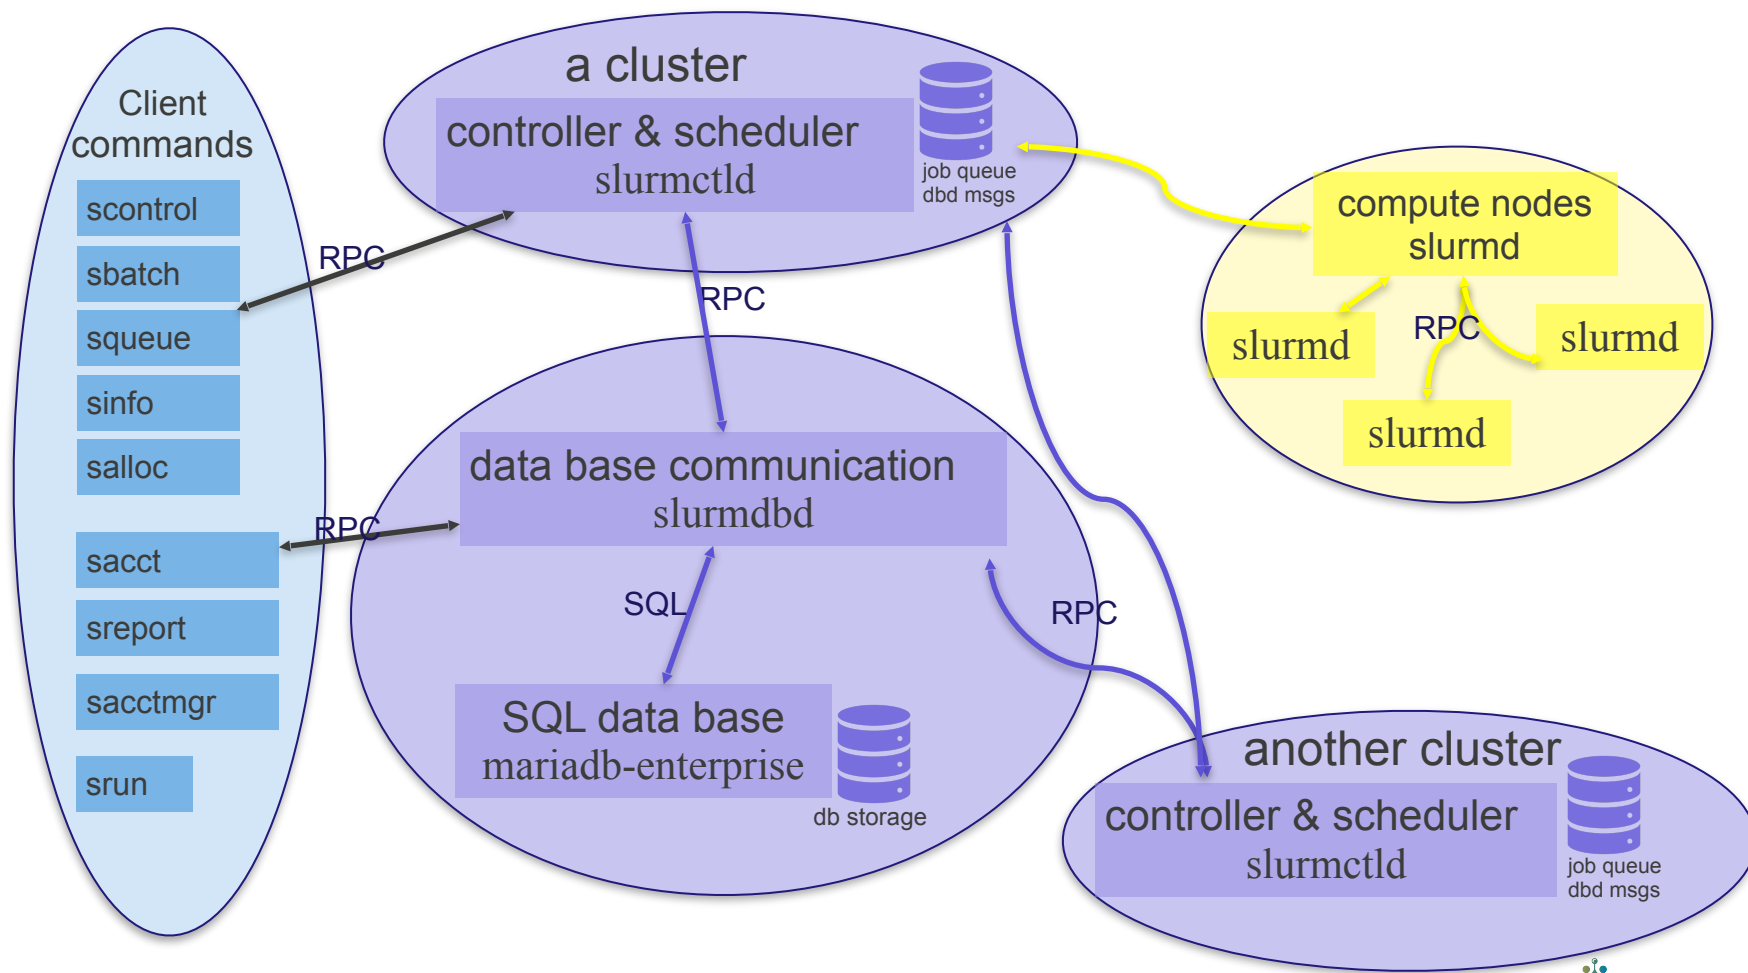 Client
commands
scontrol
sbatch
squeue
sinfo
salloc
sacct
sreport
sacctmgr
srun
RPC
RPC
a cluster
controller & scheduler
slurmctld
job queue
dbd msgs
RPC
data base communication
slurmdbd
SQL
SQL data base
mariadb-enterprise
db storage
RPC
compute nodes
slurmd
slurmd
RPC
slurmd
slurmd
another cluster
controller & scheduler
slurmctld
job queue
dbd msgs